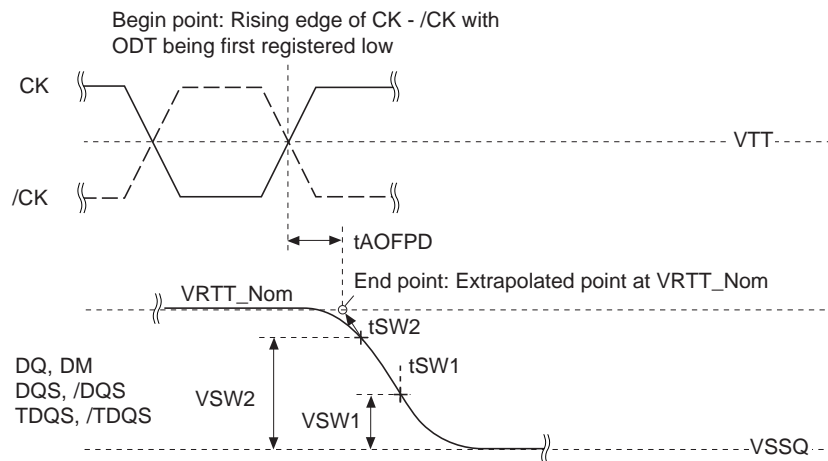 Begin point: Rising edge of CK - /CK with
ODT being first registered low
CK
VTT
/CK
tAOFPD
End point: Extrapolated point at VRTT_Nom
VRTT_Nom
tSW2
tSW1
DQ, DM
DQS, /DQS
TDQS, /TDQS
VSW2
VSW1
VSSQ